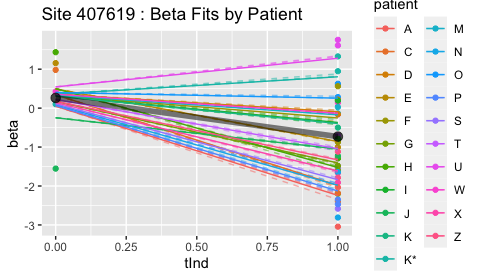 Site 407619 : Beta Fits by Patient
beta
1
0
-1
-2
-3
0.00 0.25 0.50 0.75 1.00
tInd
patient
A
C
D
E
F
G
H
I
J
K
K*
M
N
O
P
S
T
U
W
X
Z